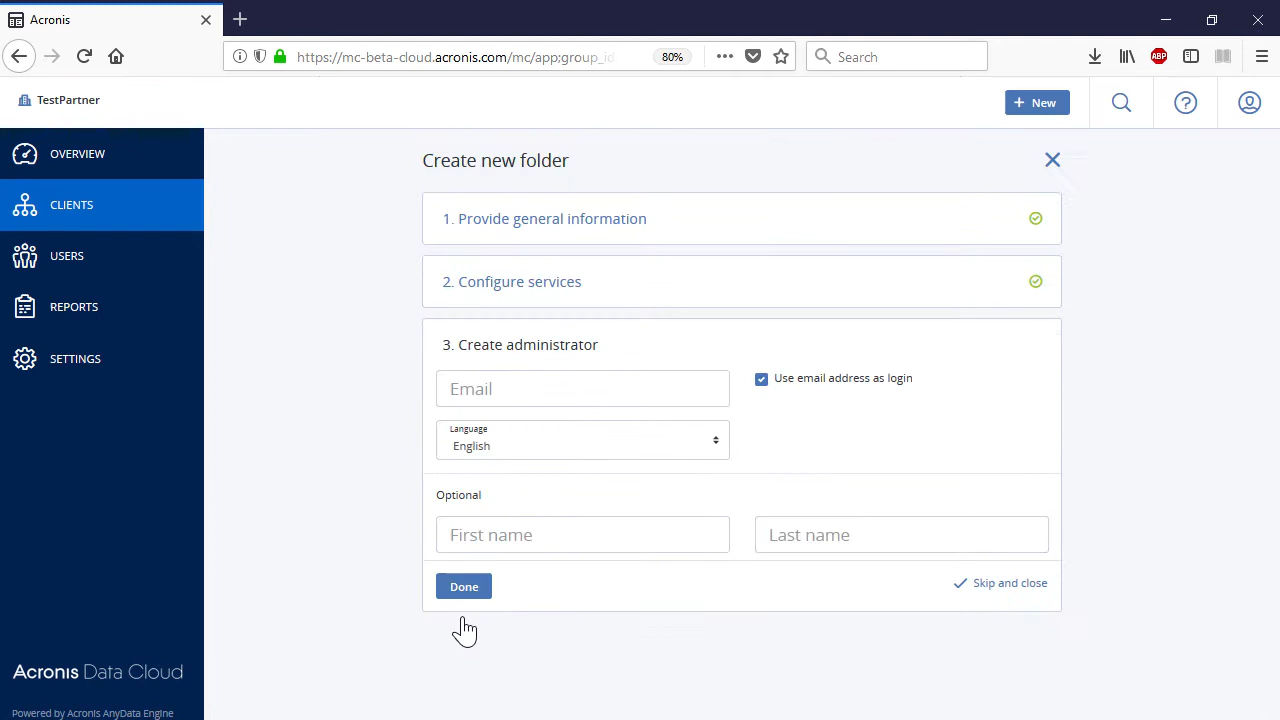 Acronis
https://mc-beta-cloud.acronis.com/mc/app;group_id
80%
Search
ABP
TestPartner
+ New
OVERVIEW
CLIENTS
USERS
REPORTS
SETTINGS
Create new folder
1. Provide general information
2. Configure services
3. Create administrator
Email
Use email address as login
Language
English
Optional
First name
Last name
Done
Skip and close
Acronis Data Cloud
Powered by Acronis AnyData Engine